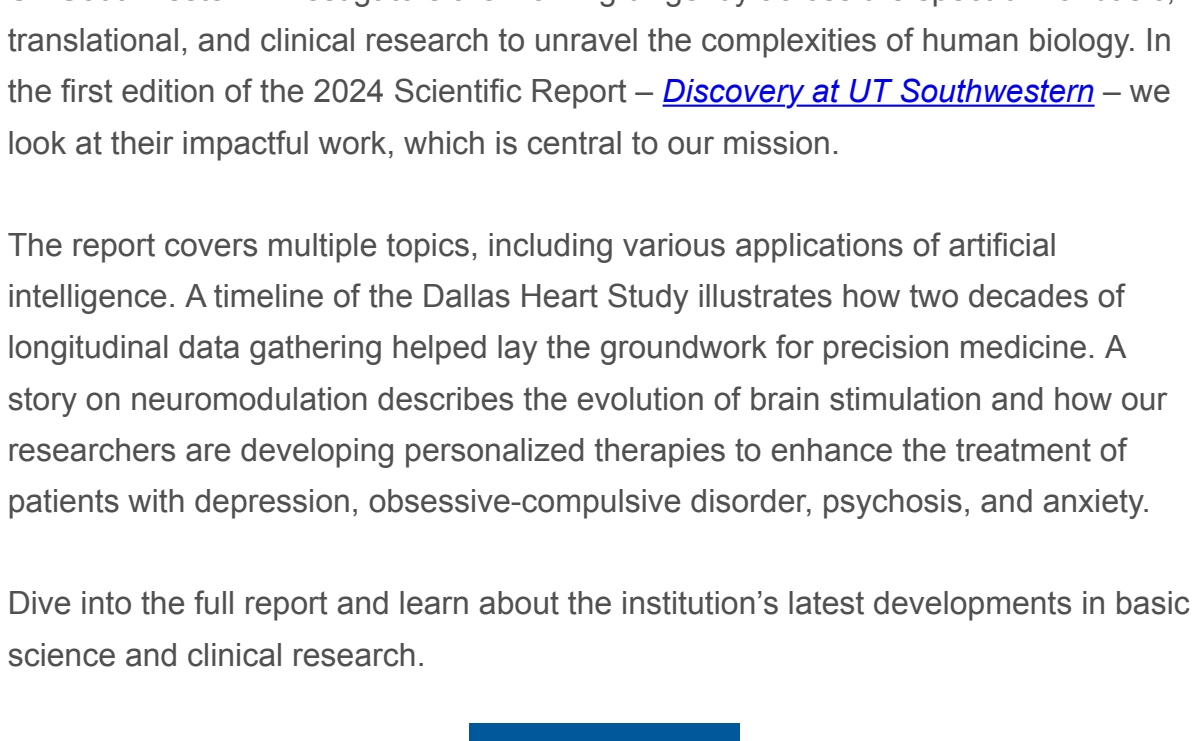 translational, and clinical research to unravel the complexities of human biology. In
the first edition of the 2024 Scientific Report – Discovery at UT Southwestern – we
look at their impactful work, which is central to our mission.
The report covers multiple topics, including various applications of artificial
intelligence. A timeline of the Dallas Heart Study illustrates how two decades of
longitudinal data gathering helped lay the groundwork for precision medicine. A
story on neuromodulation describes the evolution of brain stimulation and how our
researchers are developing personalized therapies to enhance the treatment of
patients with depression, obsessive-compulsive disorder, psychosis, and anxiety.
Dive into the full report and learn about the institution’s latest developments in basic
science and clinical research.